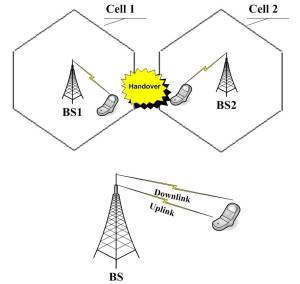 Cell 1
Cell 2
Handover
BS1
BS2
Downlink
Uplink
BS